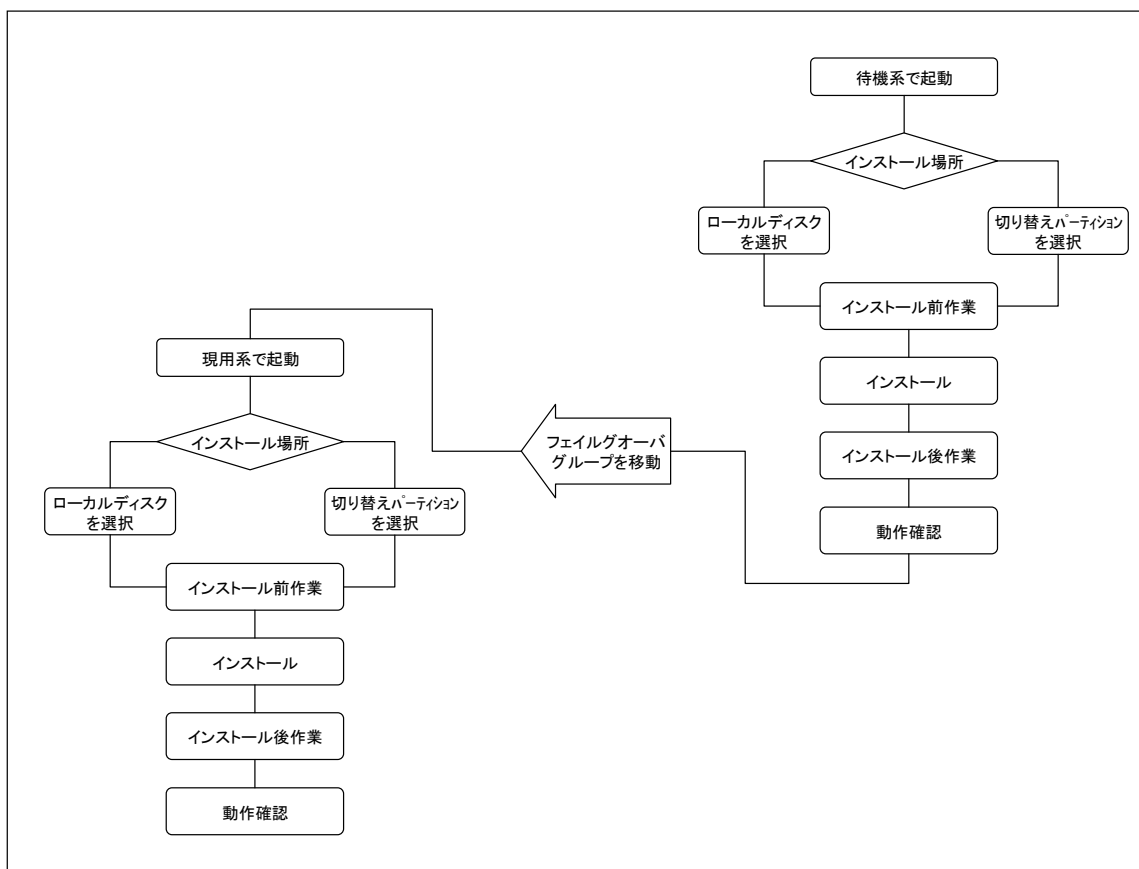 待機系で起動
インストール場所
ローカルディスク
を選択
切り替えﾊﾟｰﾃｨｼｮﾝ
を選択
インストール前作業
インストール
インストール後作業
動作確認
フェイルグオーバ
グループを移動
現用系で起動
インストール場所
ローカルディスク
を選択
切り替えﾊﾟｰﾃｨｼｮﾝ
を選択
インストール前作業
インストール
インストール後作業
動作確認